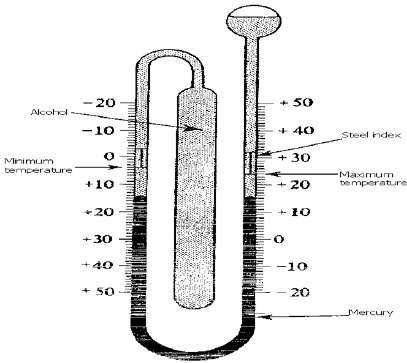 -20
-10
0
+10
+20
+30
+40
+50
Alcohol
Minimum
temperature
+50
+40
+30
+20
+10
0
-10
-20
Steel index
Maximum
temperature
Mercury